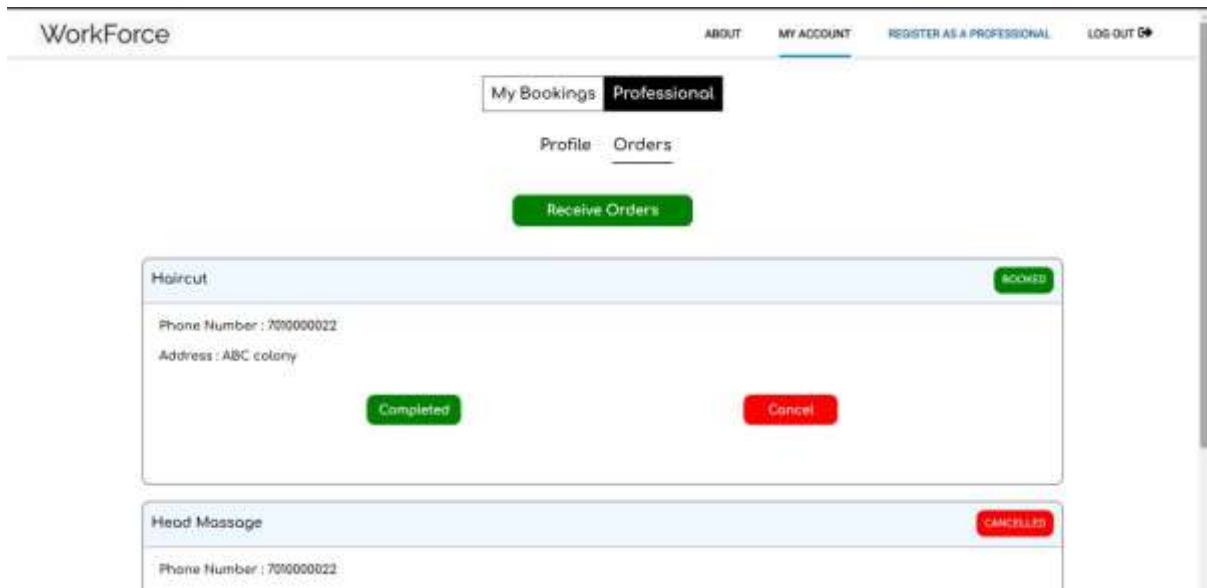 WorkForce ABOUT MY ACCOUNT REGISTER AS A PROFESSIONAL LOG OUT
My Bookings Professional
Profile Orders
Receive Orders
Haircut BOOKED
Phone Number : 7010000022
Address : ABC colony
Completed Cancel
Head Massage CANCELLED
Phone Number : 7010000022